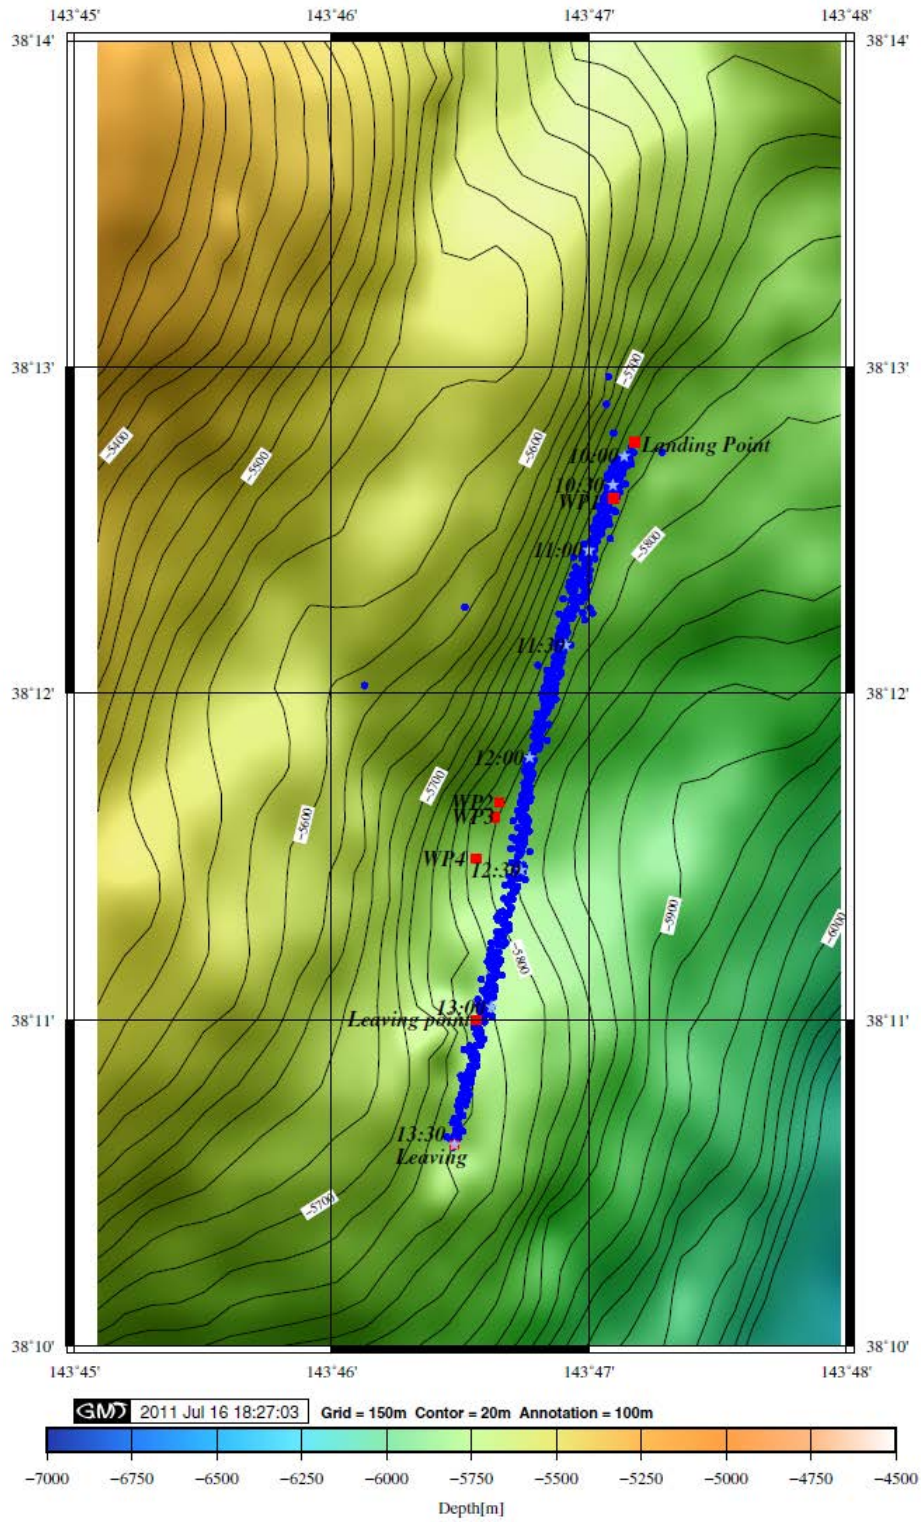 143˚45' 143˚46' 143˚47' 143˚48'
38˚14' 38˚14'
38˚13' 38˚13'
−5700
−5400
−5500
−5600
Landing Point
10:00
10:30
WP1
−5800
11:00
11:30
38˚12' 38˚12'
12:00
−5700
WP2
WP3
−5600
WP4
12:30
−5900
−6000
−5800
13:00
Leaving point
38˚11' 38˚11'
13:30
Leaving
−5700
38˚10' 38˚10'
143˚45' 143˚46' 143˚47' 143˚48'
GMT 2011 Jul 16 18:27:03 Grid = 150m Contor = 20m Annotation = 100m
−7000 −6750 −6500 −6250 −6000 −5750 −5500 −5250 −5000 −4750 −4500
Depth[m]